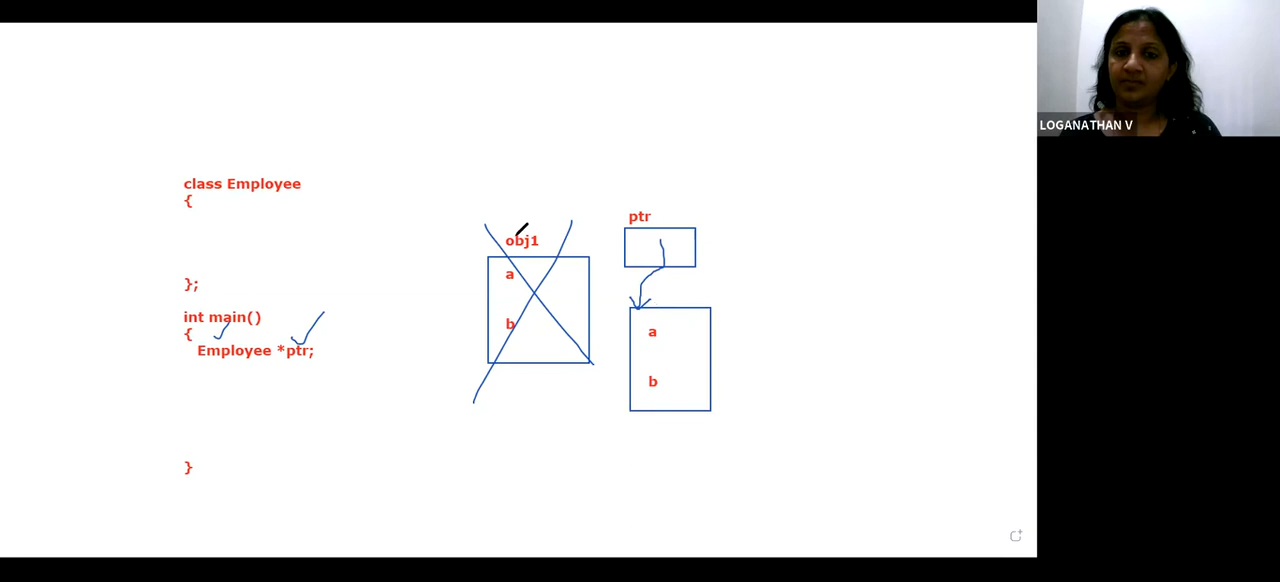 LOGANATHAN V
class Employee
{
};
int main()
{
Employee *ptr;
}
obj1
a
b
ptr
a
b